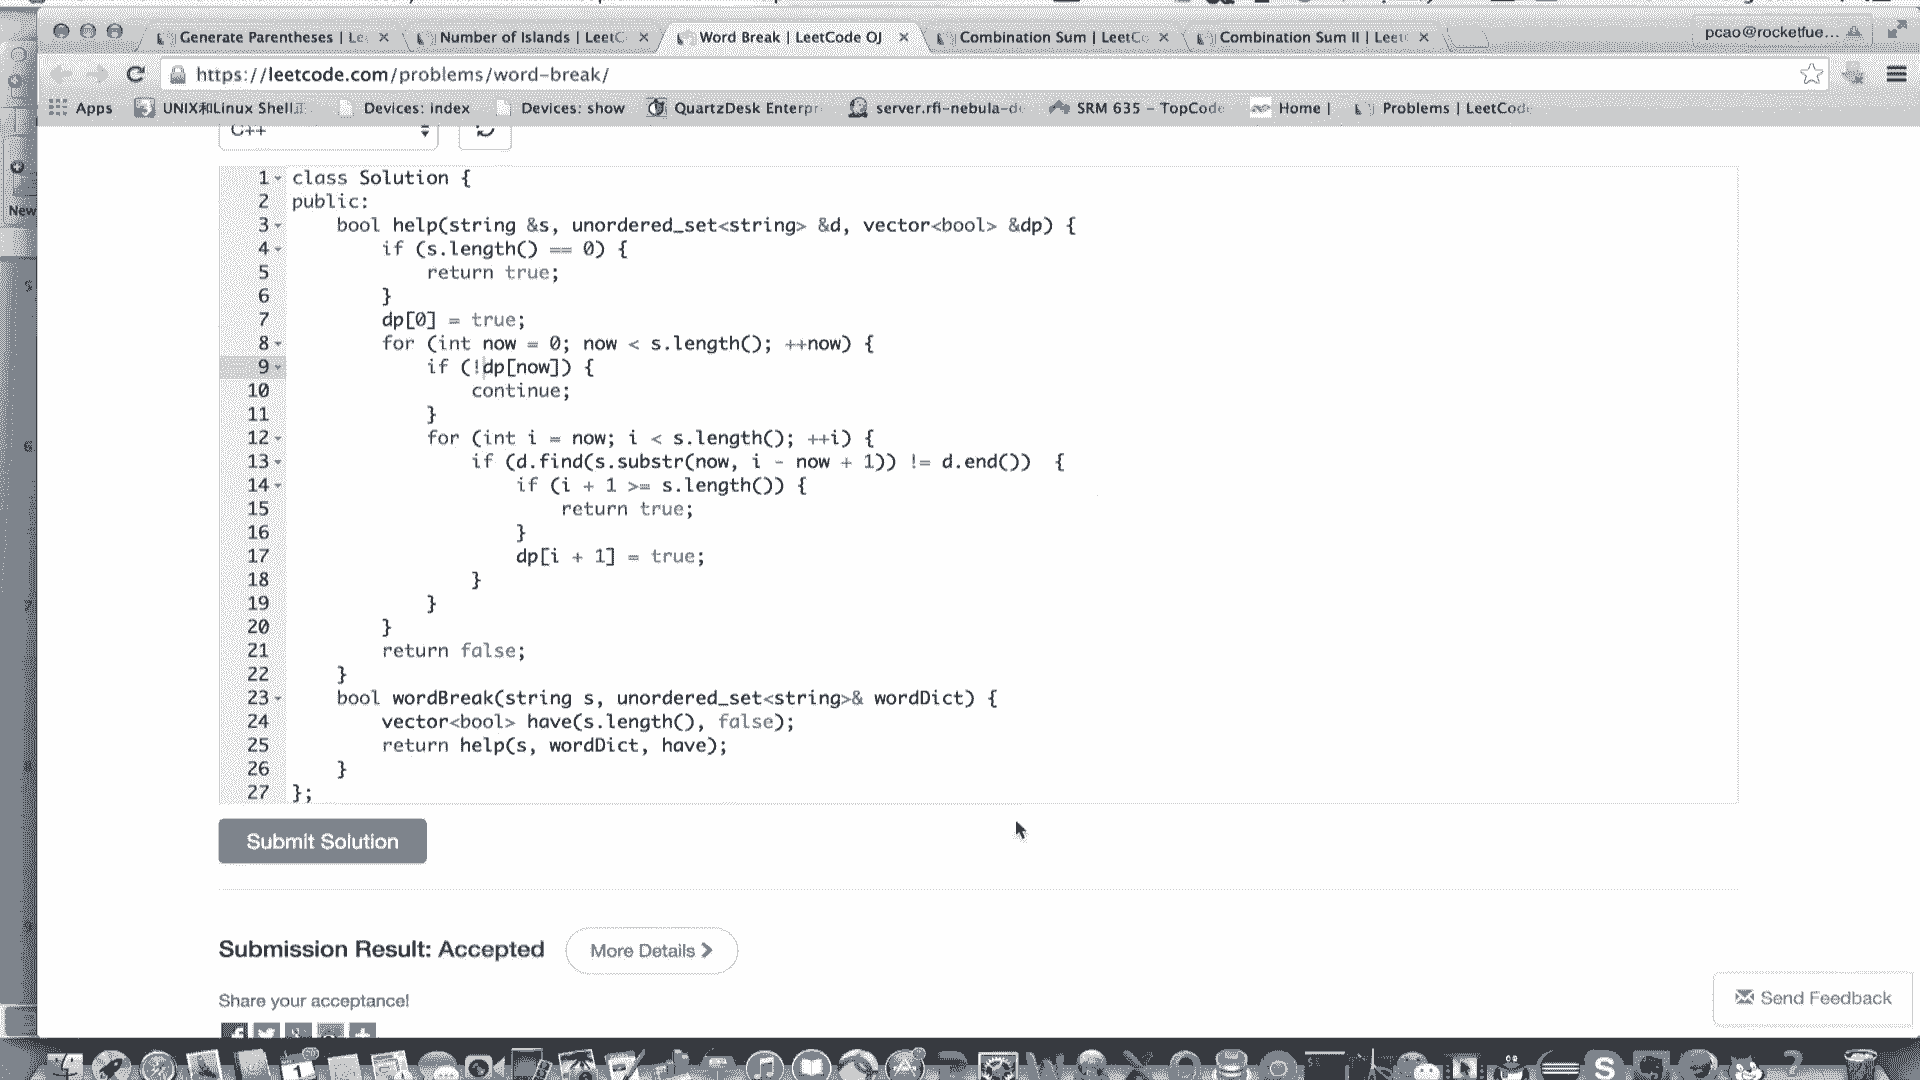 Generate Parentheses | Le
Number of Islands | LeetC
Word Break | LeetCode OJ
Combination Sum | LeetC
Combination Sum II | Leet
pcao@rocketfue...
https://leetcode.com/problems/word-break/
Apps
UNIX和Linux Shell
Devices: index
Devices: show
QuartzDesk Enterpr
server.rfi-nebula-d
SRM 635 – TopCode
Home |
Problems | LeetCod
C++
New
1 class Solution {
2 public:
3 bool help(string &s, unordered_set<string> &d, vector<bool> &dp) {
4 if (s.length() == 0) {
5 return true;
6 }
7 dp[0] = true;
8 for (int now = 0; now < s.length(); ++now) {
9 if (!dp[now]) {
10 continue;
11 }
12 for (int i = now; i < s.length(); ++i) {
13 if (d.find(s.substr(now, i - now + 1)) != d.end())  {
14 if (i + 1 >= s.length()) {
15 return true;
16 }
17 dp[i + 1] = true;
18 }
19 }
20 }
21 return false;
22 }
23 bool wordBreak(string s, unordered_set<string>& wordDict) {
24 vector<bool> have(s.length(), false);
25 return help(s, wordDict, have);
26 }
27 };
Submit Solution
Submission Result: Accepted
More Details
Share your acceptance!
Send Feedback